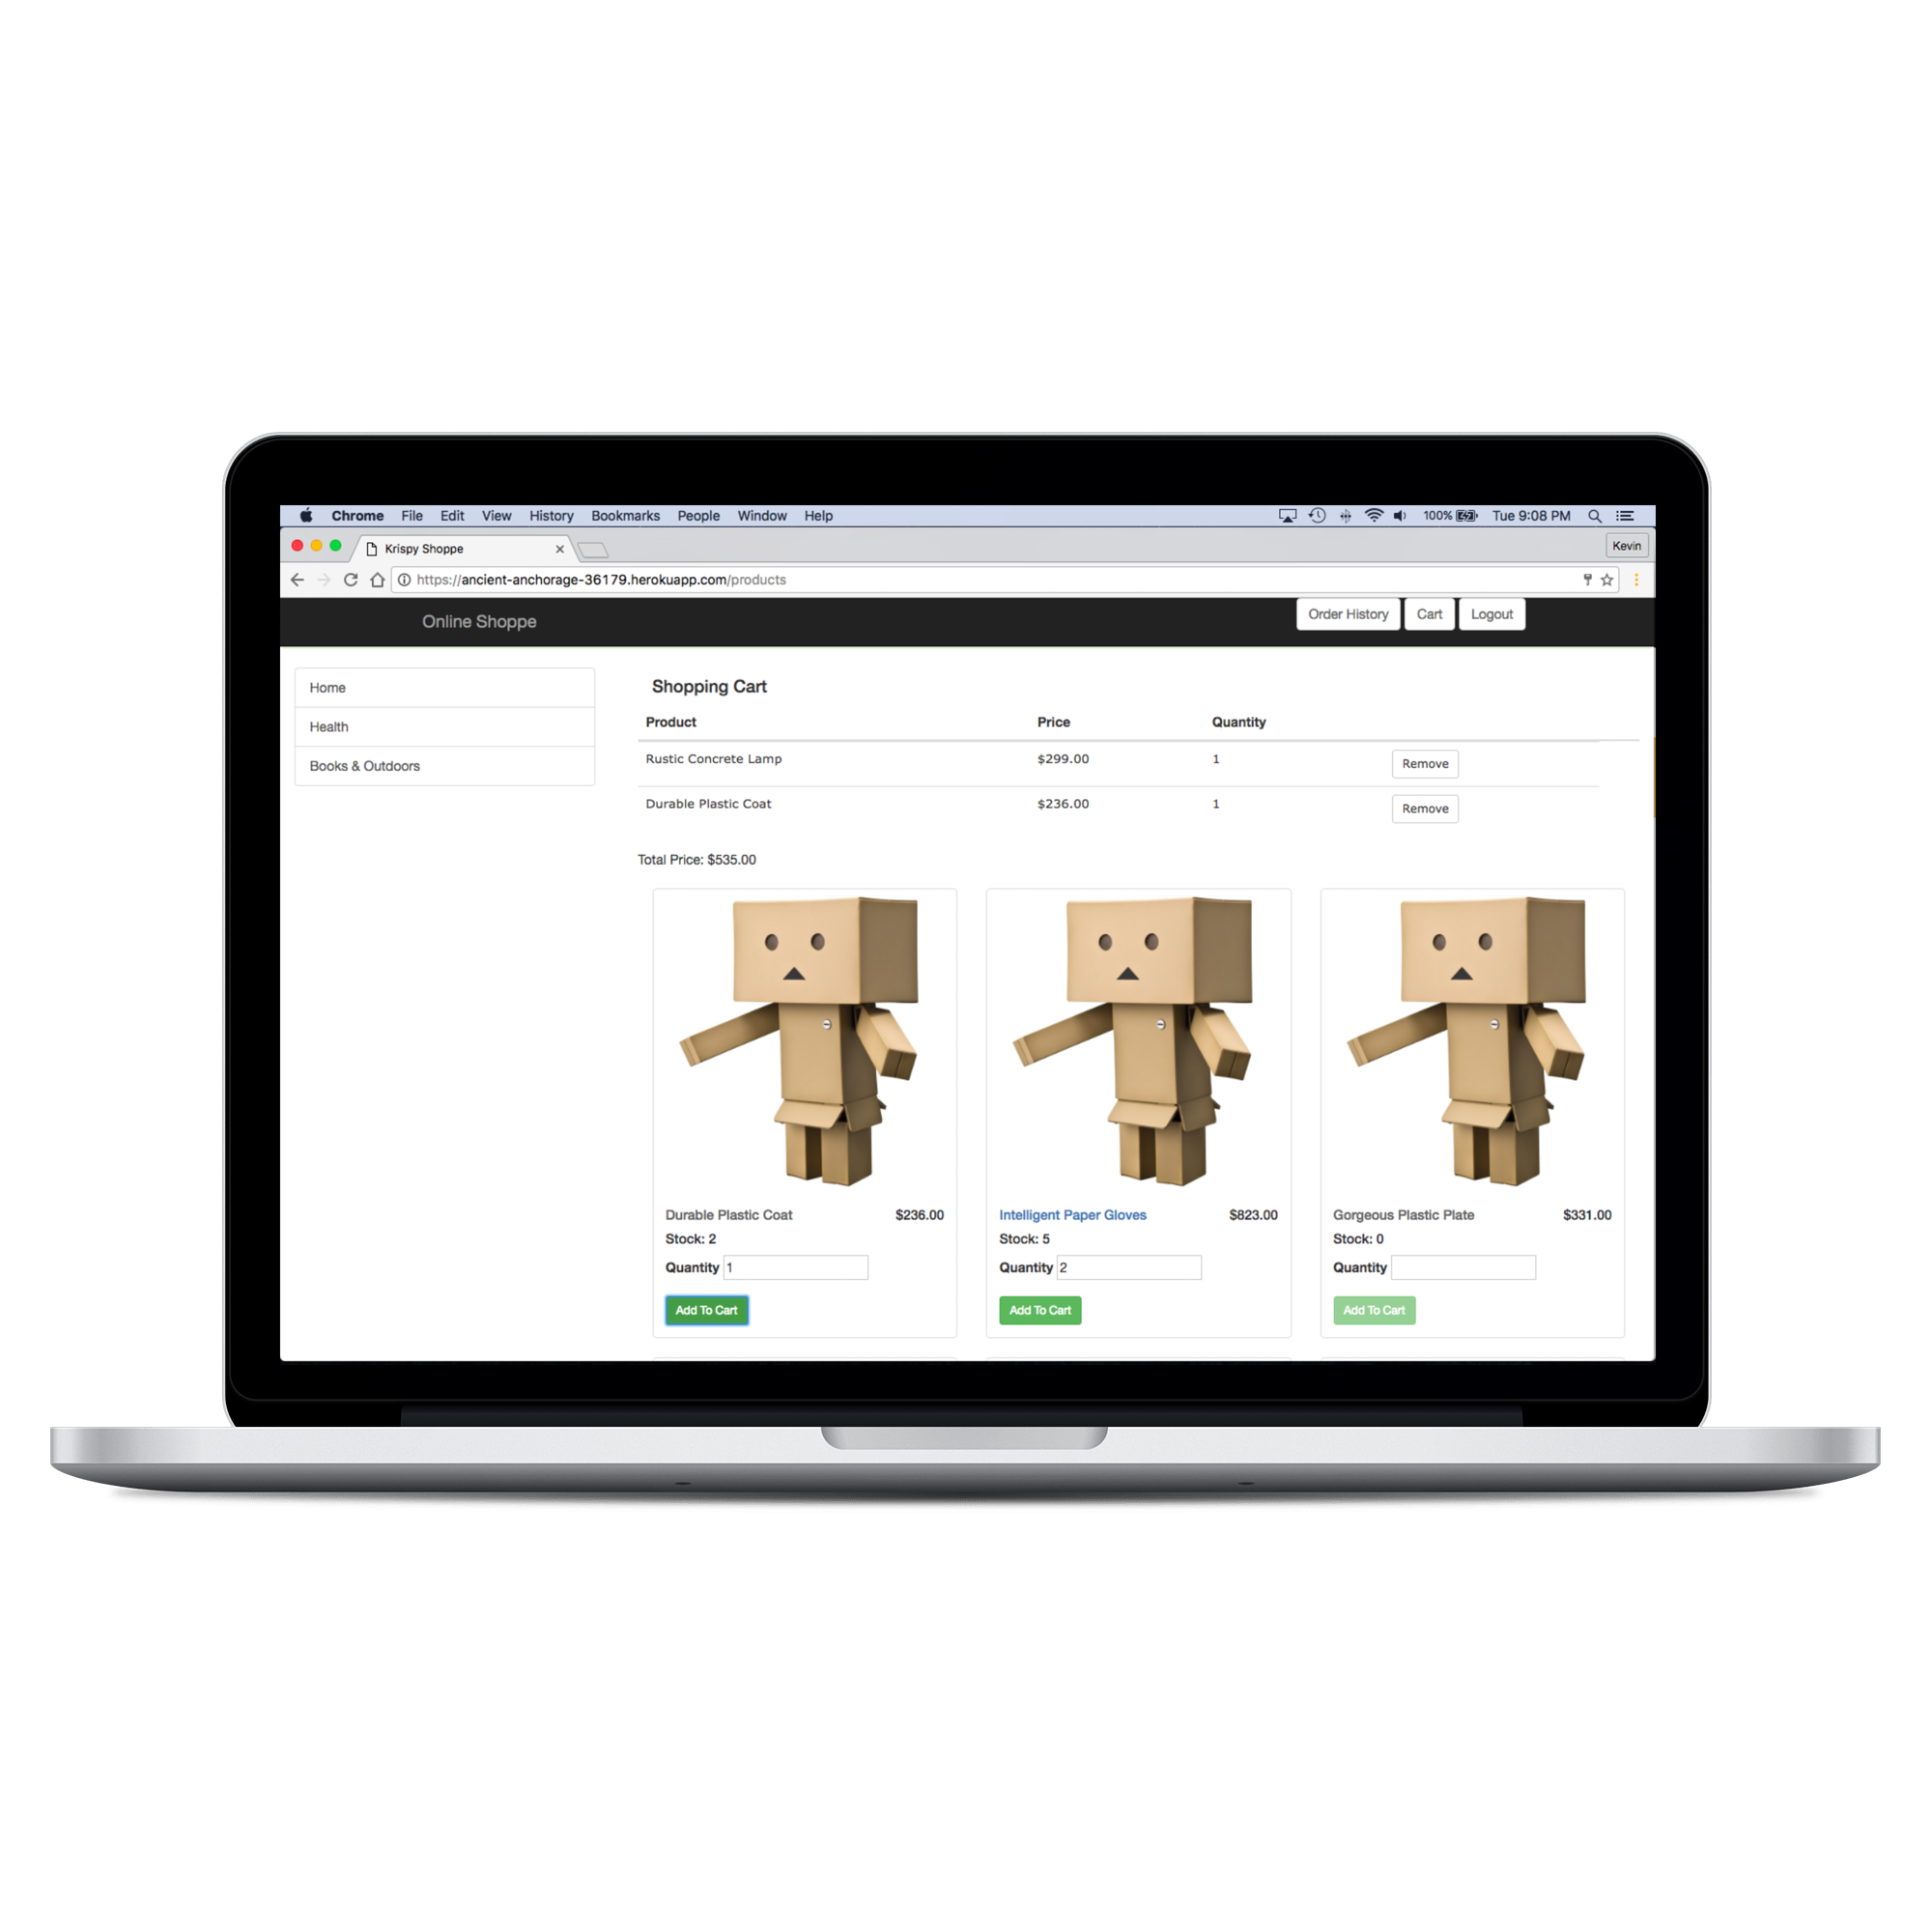 Chrome File Edit View History Bookmarks People Window Help 100% Tue 9:08 PM
Krispy Shoppe Kevin
https://ancient-anchorage-36179.herokuapp.com/products
Online Shoppe Order History Cart Logout
Home
Health
Books & Outdoors
Shopping Cart
Product Price Quantity
Rustic Concrete Lamp $299.00 1 Remove
Durable Plastic Coat $236.00 1 Remove
Total Price: $535.00
Durable Plastic Coat $236.00
Stock: 2
Quantity 1
Add To Cart
Intelligent Paper Gloves $823.00
Stock: 5
Quantity 2
Add To Cart
Gorgeous Plastic Plate $331.00
Stock: 0
Quantity
Add To Cart